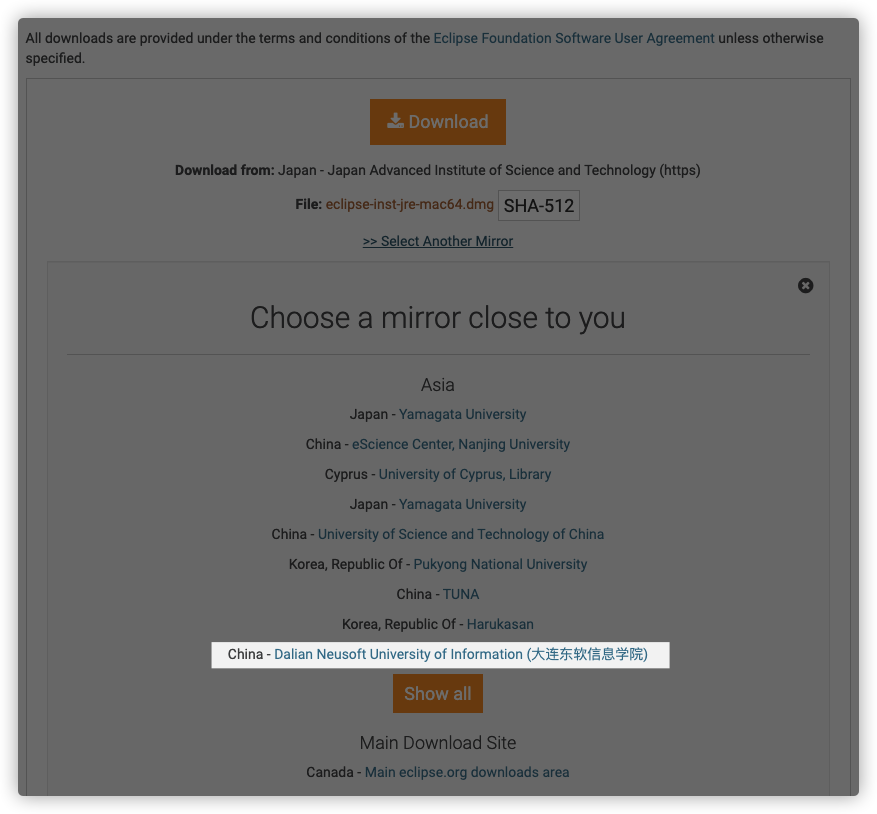 All downloads are provided under the terms and conditions of the Eclipse Foundation Software User Agreement unless otherwise
specified.
Download
Download from: Japan - Japan Advanced Institute of Science and Technology (https)
File: eclipse-inst-jre-mac64.dmg SHA-512
>> Select Another Mirror
Choose a mirror close to you
Asia
Japan - Yamagata University
China - eScience Center, Nanjing University
Cyprus - University of Cyprus, Library
Japan - Yamagata University
China - University of Science and Technology of China
Korea, Republic Of - Pukyong National University
China - TUNA
Korea, Republic Of - Harukasan
China - Dalian Neusoft University of Information (大连东软信息学院)
Show all
Main Download Site
Canada - Main eclipse.org downloads area